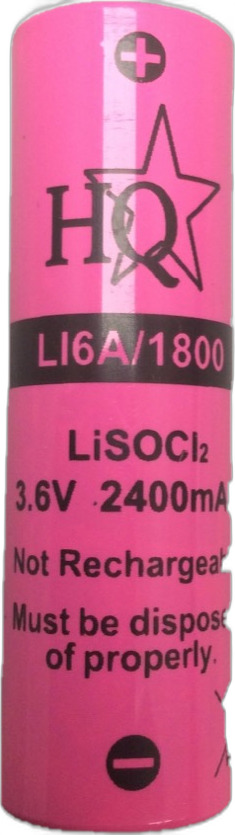 +
HQ
LI6A/1800
LiSOCl₂
3.6V 2400mA
Not Rechargeab
Must be dispose
of properly.
−